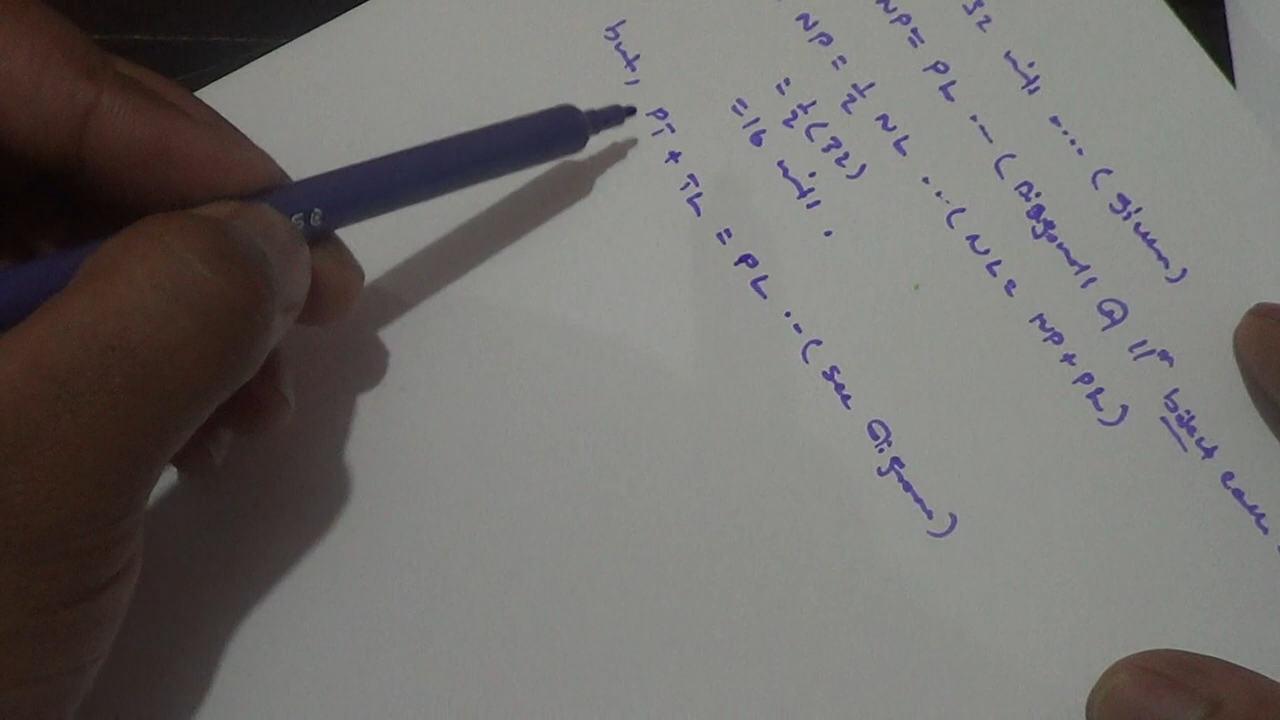 32 units .... (given)
NP = PL ... (Diagonals of llgm bisect each
NP = ½ NL ... (NL = NP + PL)
= ½ (32)
= 16 units.
but, PT + TL = PL ... (see diagram)